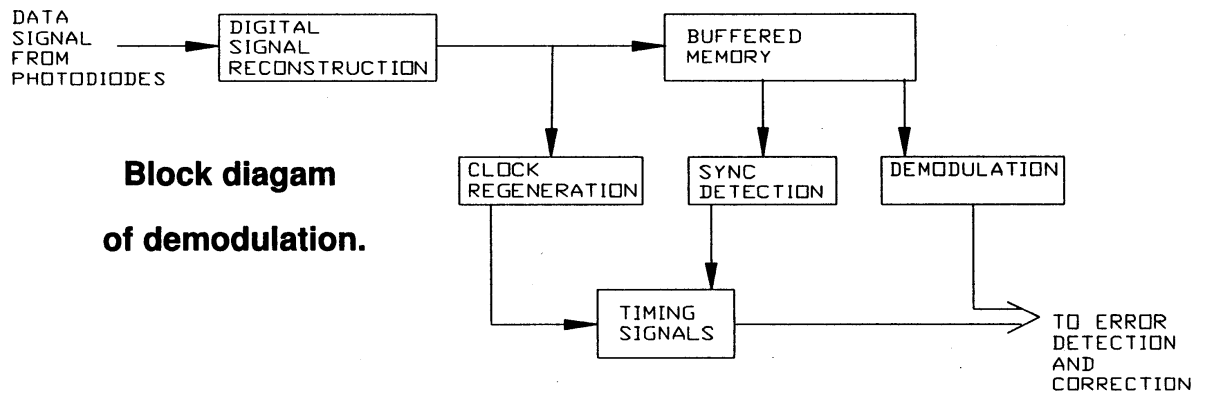 DATA
SIGNAL
FROM
PHOTODIODES
DIGITAL
SIGNAL
RECONSTRUCTION
BUFFERED
MEMORY
CLOCK
REGENERATION
SYNC
DETECTION
DEMODULATION
Block diagam
of demodulation.
TIMING
SIGNALS
TO ERROR
DETECTION
AND
CORRECTION